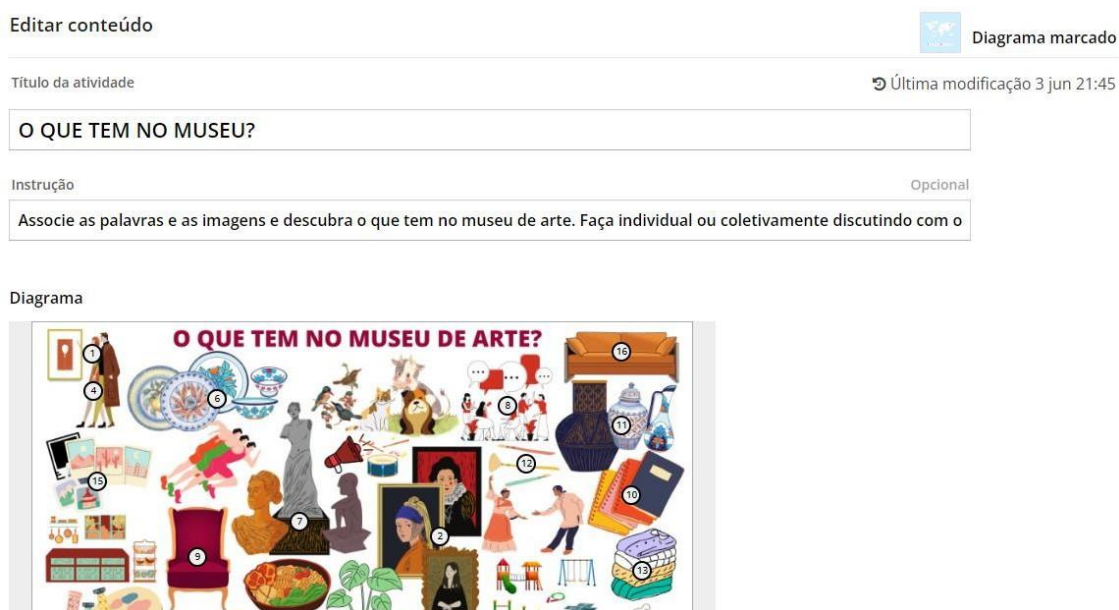 Editar conteúdo
Diagrama marcado
Título da atividade
Última modificação 3 jun 21:45
O QUE TEM NO MUSEU?
Instrução
Opcional
Associe as palavras e as imagens e descubra o que tem no museu de arte. Faça individual ou coletivamente discutindo com o
Diagrama
O QUE TEM NO MUSEU DE ARTE?
1
16
4
6
8
11
12
15
10
7
2
9
13